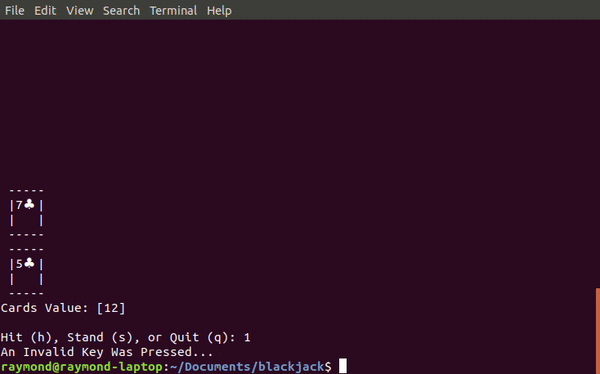 File Edit View Search Terminal Help
-----
|7♣|
|   |
-----
-----
|5♣|
|   |
-----
Cards Value: [12]
Hit (h), Stand (s), or Quit (q): 1
An Invalid Key Was Pressed...
raymond@raymond-laptop:~/Documents/blackjack$